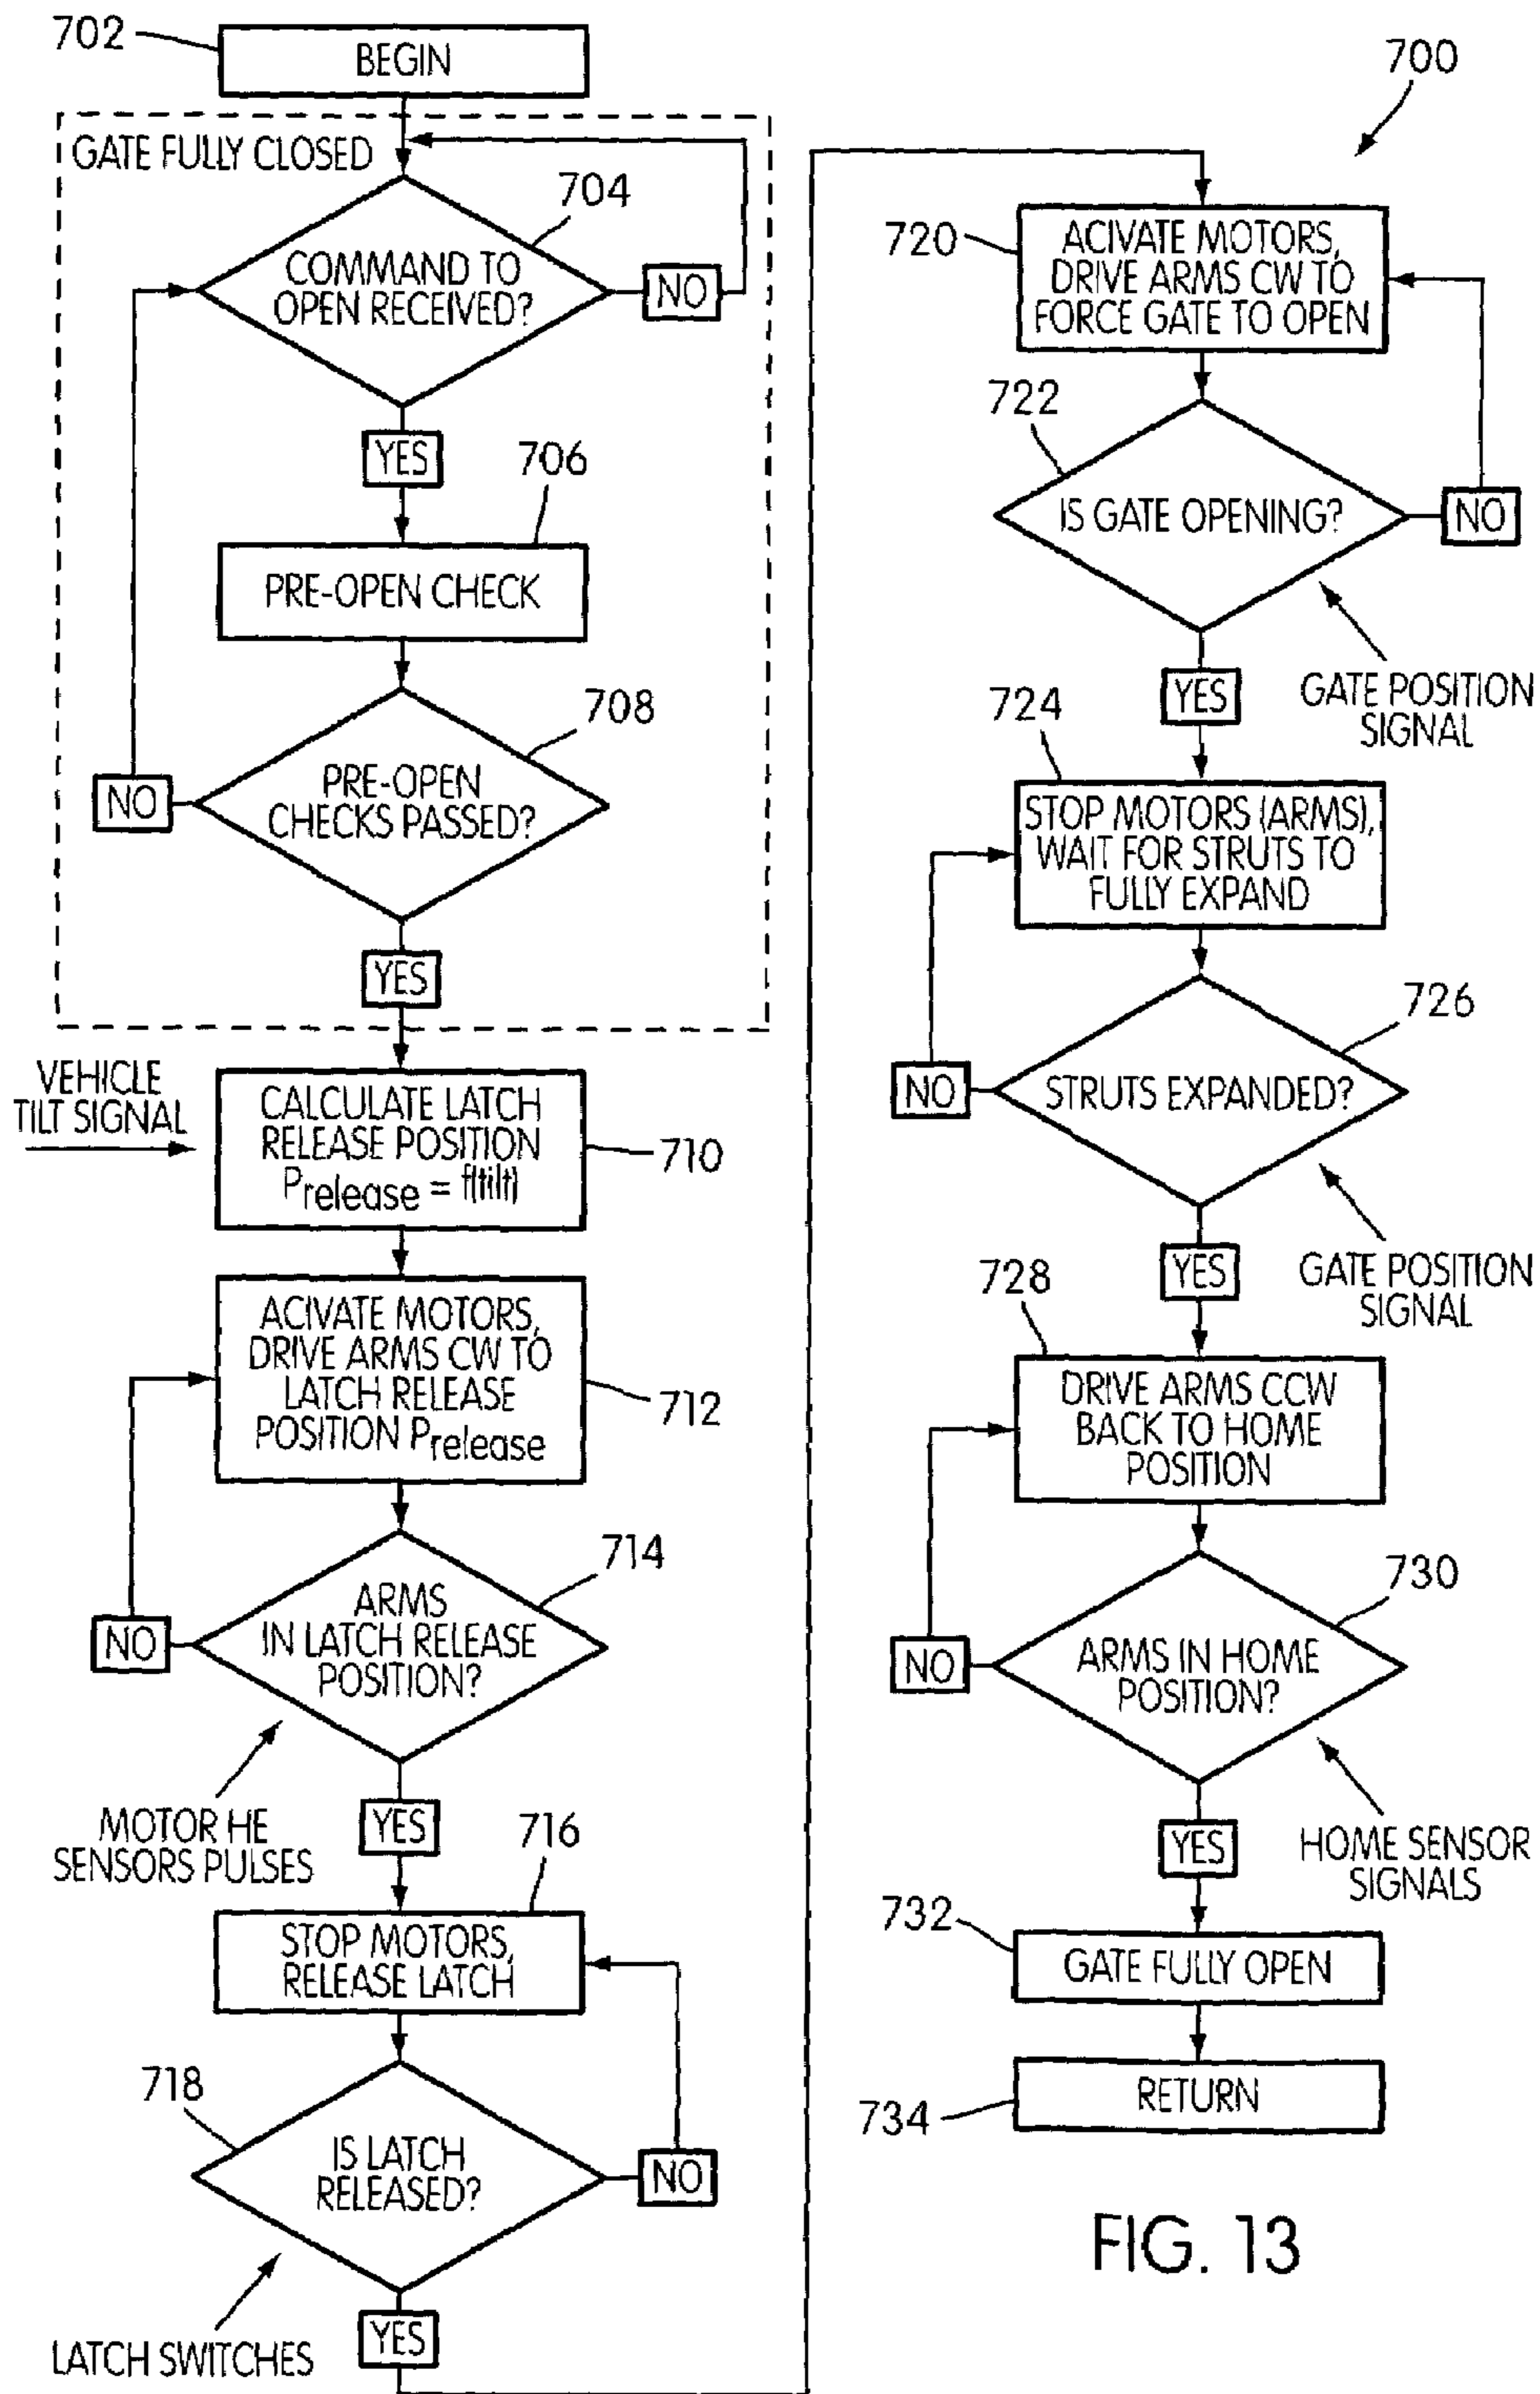 702
BEGIN
700
GATE FULLY CLOSED
704
COMMAND TO
OPEN RECEIVED?
NO
YES
706
PRE-OPEN CHECK
708
PRE-OPEN
CHECKS PASSED?
NO
YES
VEHICLE
TILT SIGNAL
CALCULATE LATCH
RELEASE POSITION
Prelease = f(tilt)
710
ACIVATE MOTORS,
DRIVE ARMS CW TO
LATCH RELEASE
POSITION Prelease
712
714
ARMS
IN LATCH RELEASE
POSITION?
NO
MOTOR HE
SENSORS PULSES
YES
716
STOP MOTORS,
RELEASE LATCH
718
IS LATCH
RELEASED?
NO
LATCH SWITCHES
YES
720
ACIVATE MOTORS,
DRIVE ARMS CW TO
FORCE GATE TO OPEN
722
IS GATE OPENING?
NO
GATE POSITION
SIGNAL
YES
724
STOP MOTORS (ARMS),
WAIT FOR STRUTS TO
FULLY EXPAND
726
STRUTS EXPANDED?
NO
GATE POSITION
SIGNAL
YES
728
DRIVE ARMS CCW
BACK TO HOME
POSITION
730
ARMS IN HOME
POSITION?
NO
HOME SENSOR
SIGNALS
YES
732
GATE FULLY OPEN
734
RETURN
FIG. 13